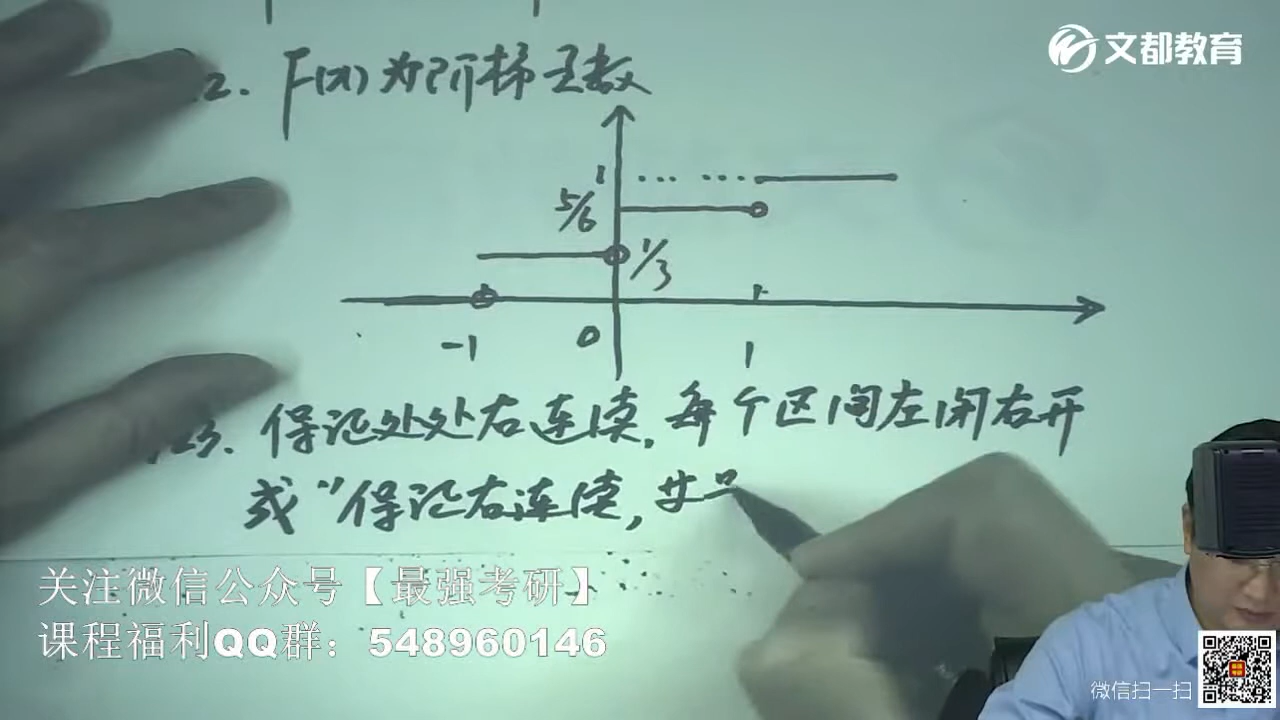 文都教育
2. F(x)为阶梯函数
1
5/6
1/3
-1 0 1
注3. 保证处处右连续,每个区间左闭右开
或"保证右连续,
关注微信公众号【最强考研】
课程福利QQ群：548960146
微信扫一扫